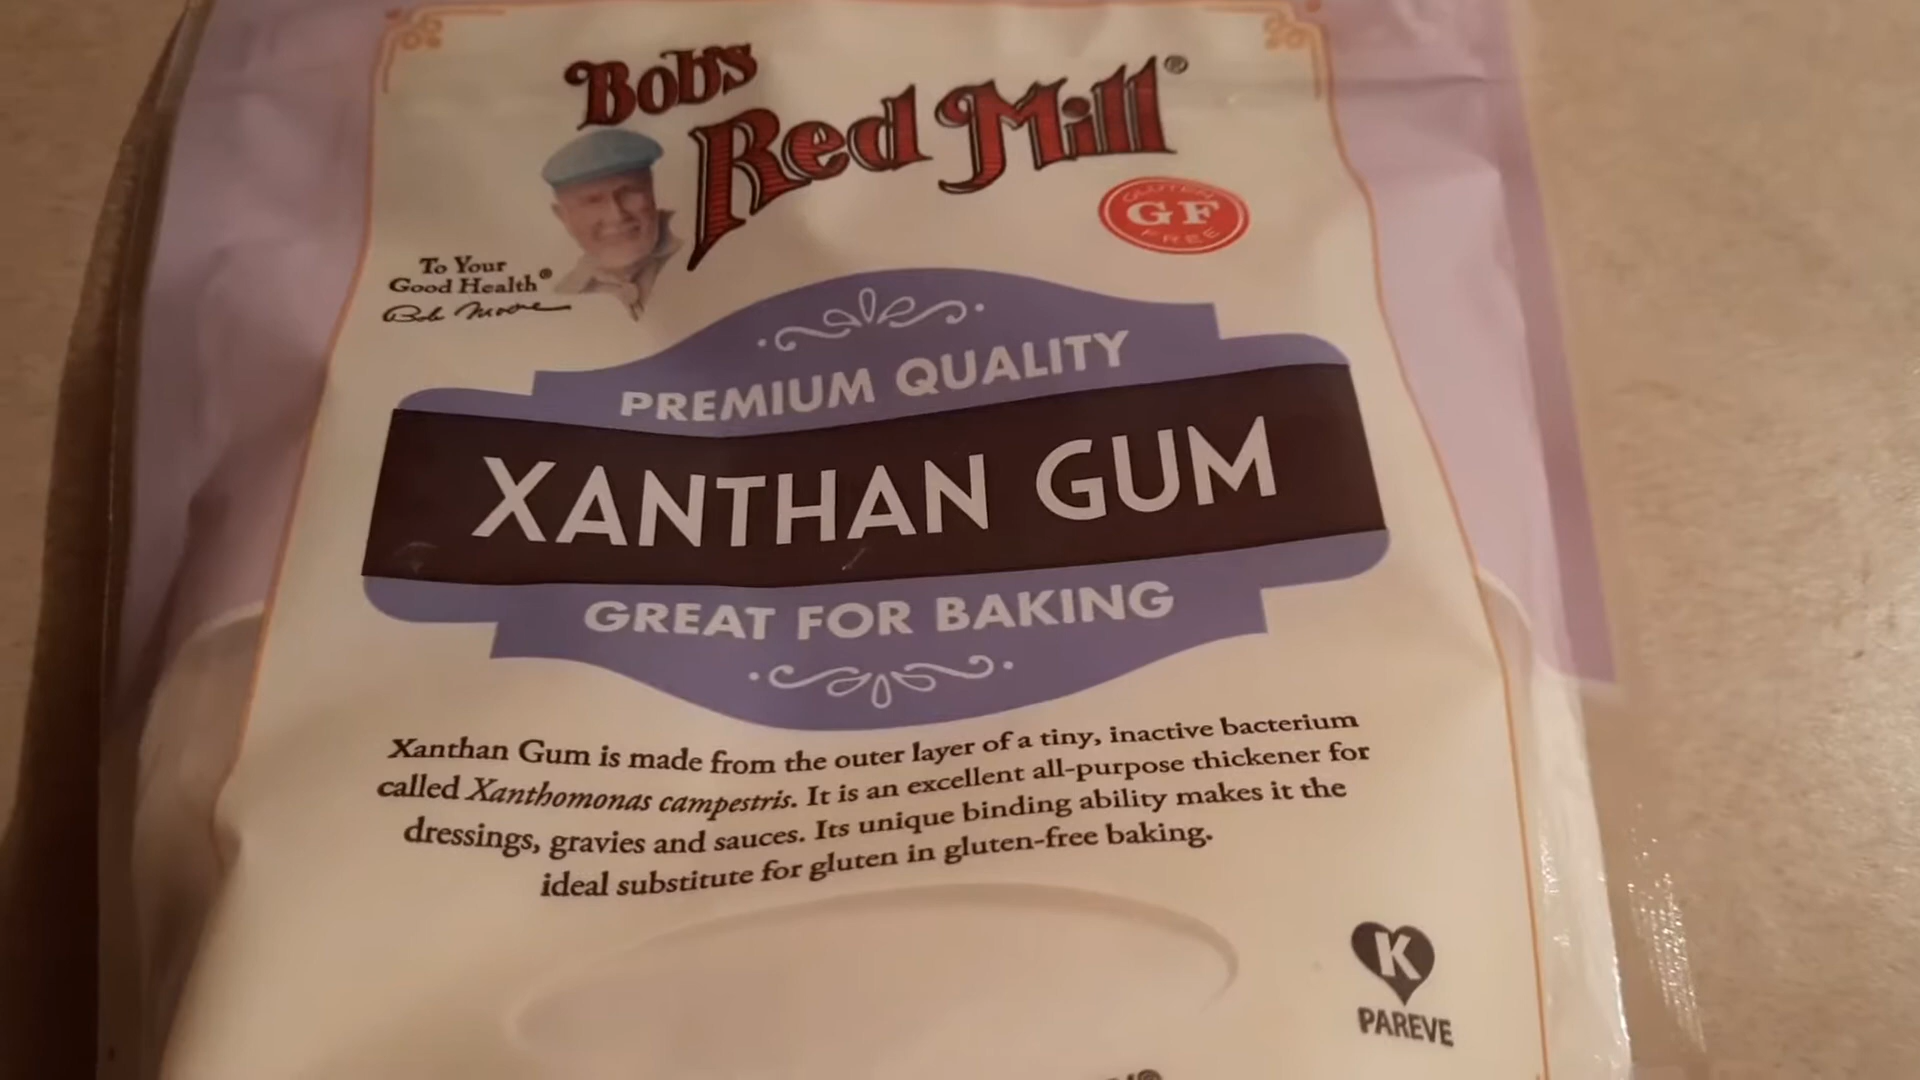 Bob's
Red Mill®
GLUTEN
GF
FREE
To Your
Good Health®
Bob Moore
PREMIUM QUALITY
XANTHAN GUM
GREAT FOR BAKING
Xanthan Gum is made from the outer layer of a tiny, inactive bacterium
called Xanthomonas campestris. It is an excellent all-purpose thickener for
dressings, gravies and sauces. Its unique binding ability makes it the
ideal substitute for gluten in gluten-free baking.
K
PAREVE